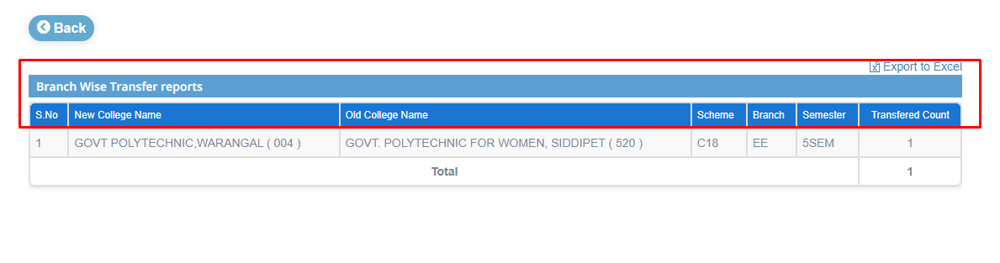 Back
Export to Excel
Branch Wise Transfer reports
S.No New College Name Old College Name Scheme Branch Semester Transfered Count
1 GOVT POLYTECHNIC,WARANGAL ( 004 ) GOVT. POLYTECHNIC FOR WOMEN, SIDDIPET ( 520 ) C18 EE 5SEM 1
Total 1